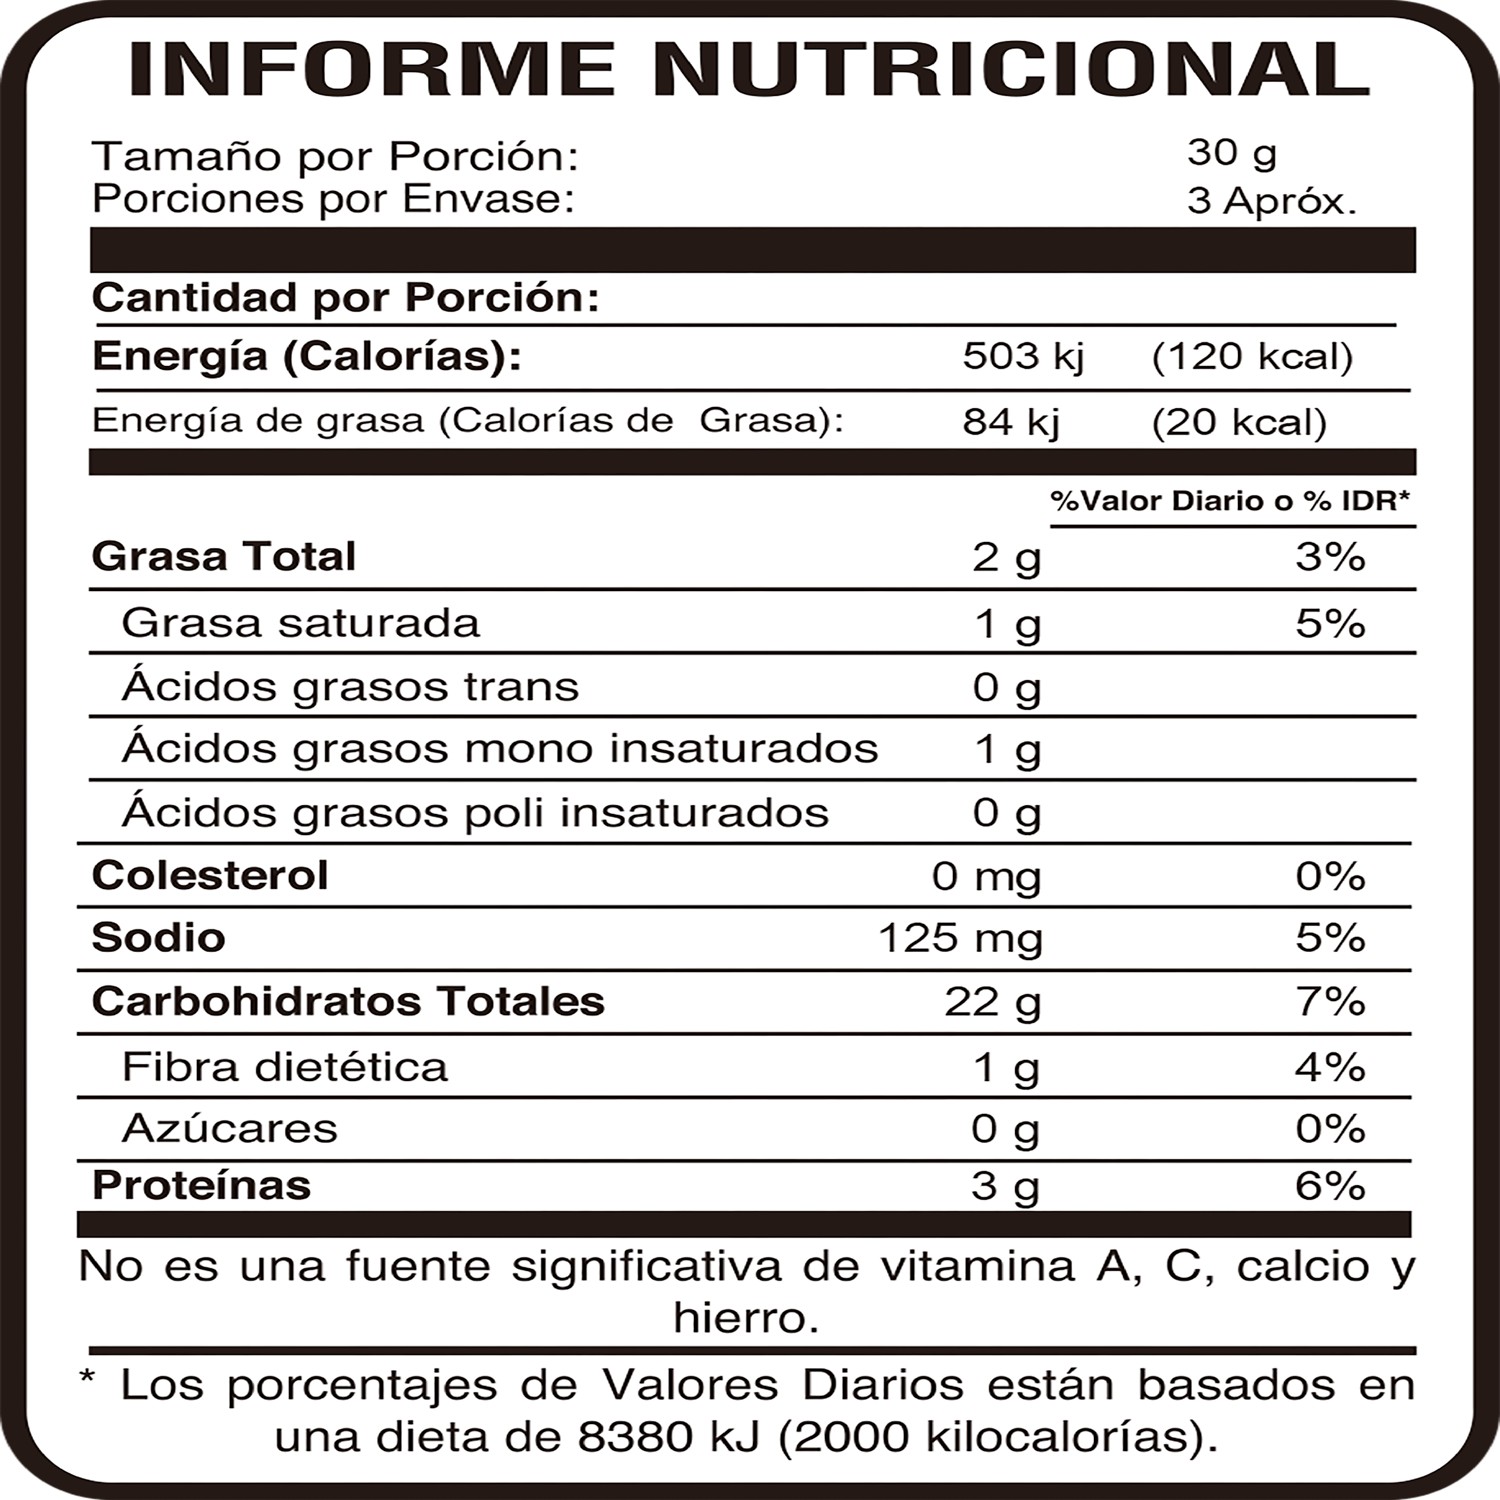 INFORME NUTRICIONAL
Tamaño por Porción: 30 g
Porciones por Envase: 3 Apróx.
Cantidad por Porción:
Energía (Calorías): 503 kj (120 kcal)
Energía de grasa (Calorías de Grasa): 84 kj (20 kcal)
%Valor Diario o % IDR*
Grasa Total 2 g 3%
Grasa saturada 1 g 5%
Ácidos grasos trans 0 g
Ácidos grasos mono insaturados 1 g
Ácidos grasos poli insaturados 0 g
Colesterol 0 mg 0%
Sodio 125 mg 5%
Carbohidratos Totales 22 g 7%
Fibra dietética 1 g 4%
Azúcares 0 g 0%
Proteínas 3 g 6%
No es una fuente significativa de vitamina A, C, calcio y
hierro.
* Los porcentajes de Valores Diarios están basados en
una dieta de 8380 kJ (2000 kilocalorías).